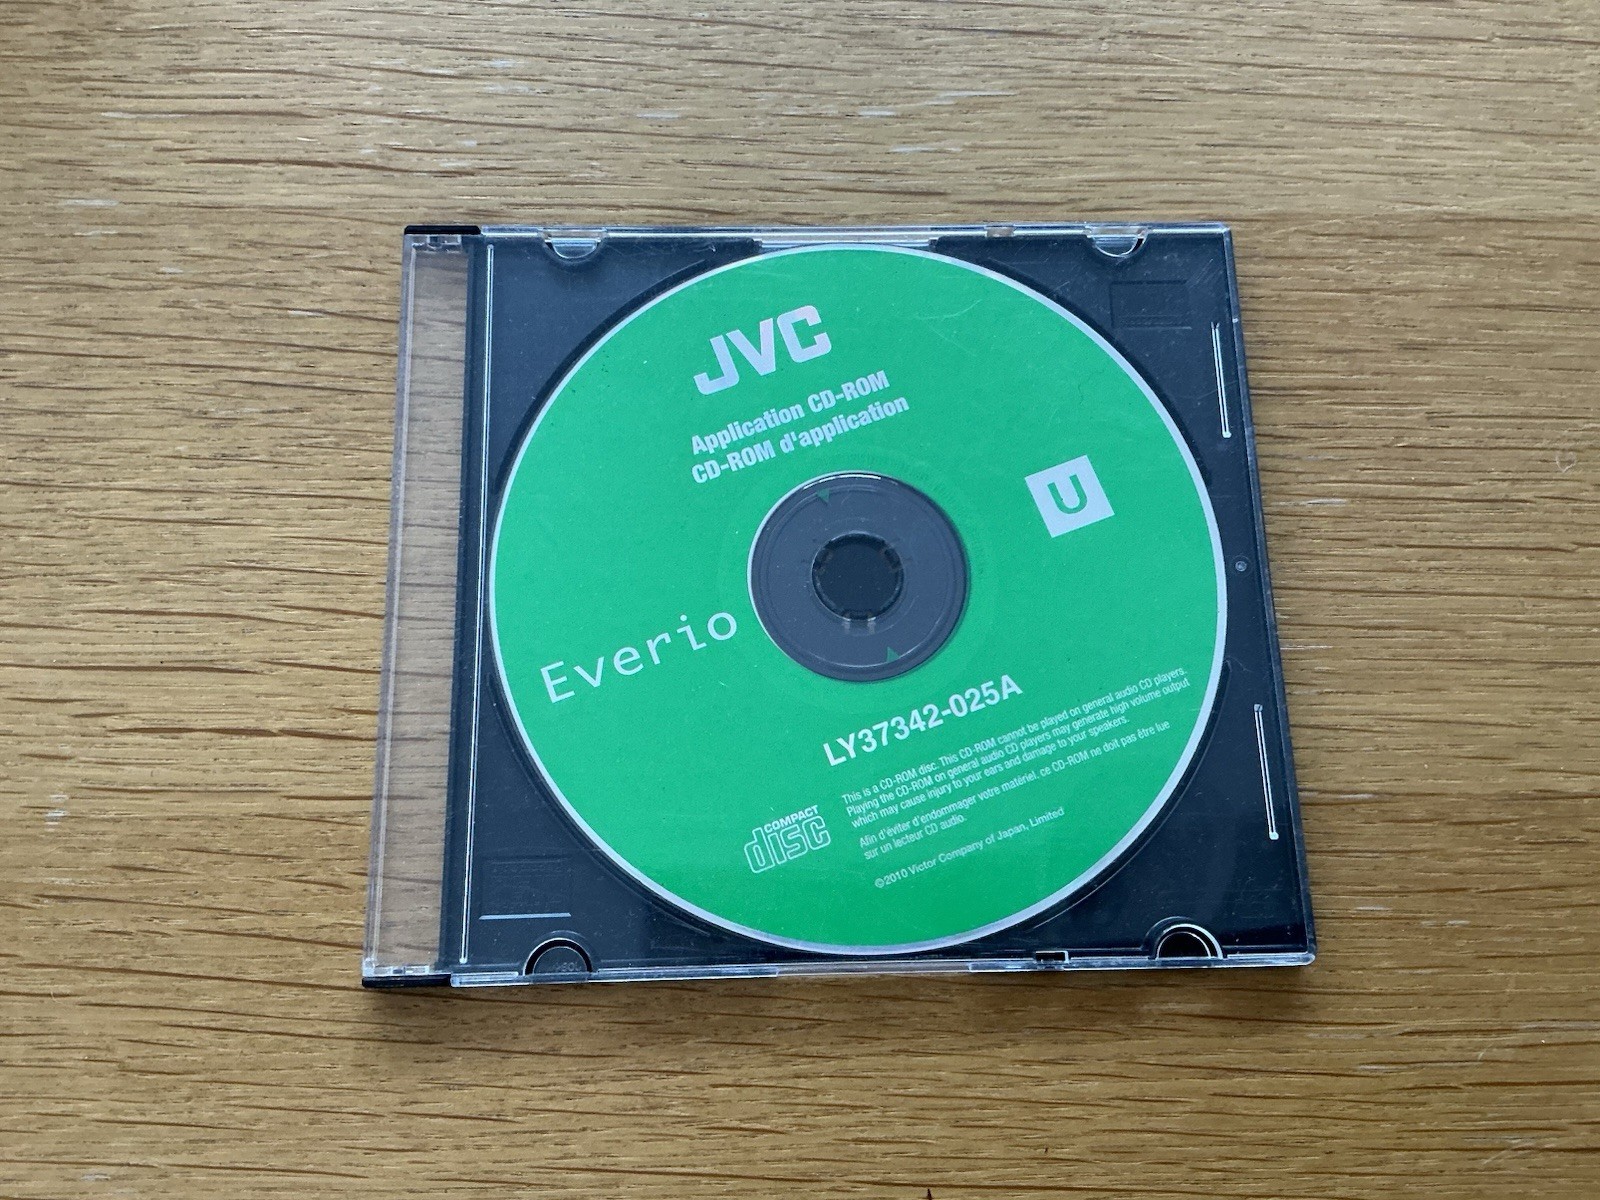 JVC
Application CD-ROM
CD-ROM d'application
U
Everio
LY37342-025A
This is a CD-ROM disc. This CD-ROM cannot be played on general audio CD players.
Playing the CD-ROM on general audio CD players may generate high volume output
which may cause injury to your ears and damage to your speakers.
Afin d'éviter d'endommager votre matériel. ce CD-ROM ne doit pas étre lue
sur un lecteur CD audio.
COMPACT
disc
©2010 Victor Company of Japan, Limited